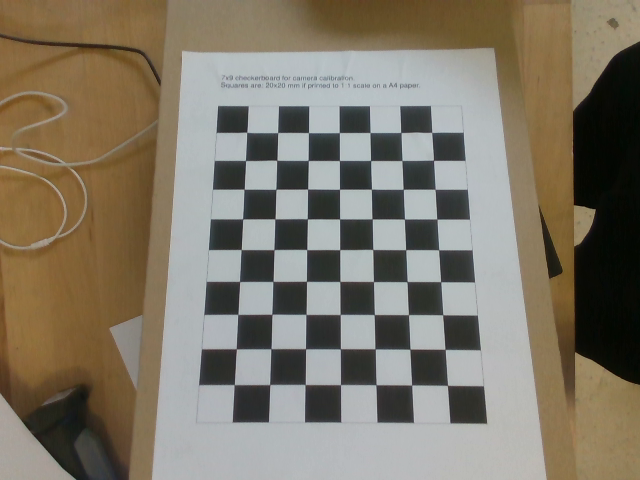 7x9 checkerboard for camera calibration.
Squares are: 20x20 mm if printed to 1:1 scale on a A4 paper.